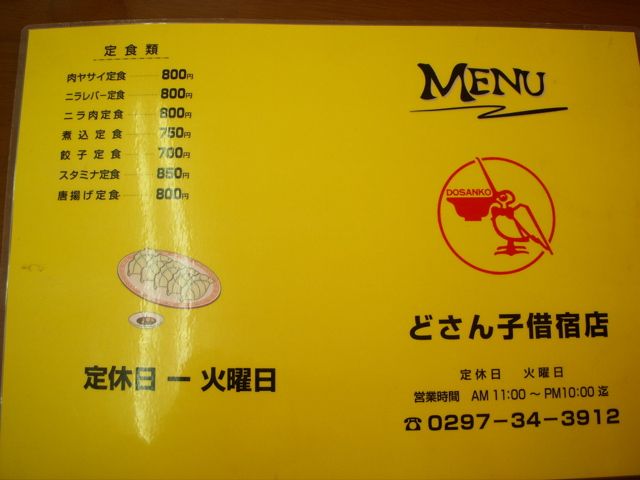 定食類
肉ヤサイ定食 800円
ニラレバー定食 800円
ニラ肉定食 800円
煮込定食 750円
餃子定食 700円
スタミナ定食 850円
唐揚げ定食 800円
定休日 ー 火曜日
MENU
DOSANKO
どさん子借宿店
定休日 火曜日
営業時間 AM 11:00 ～ PM10:00 迄
☎ 0297-34-3912